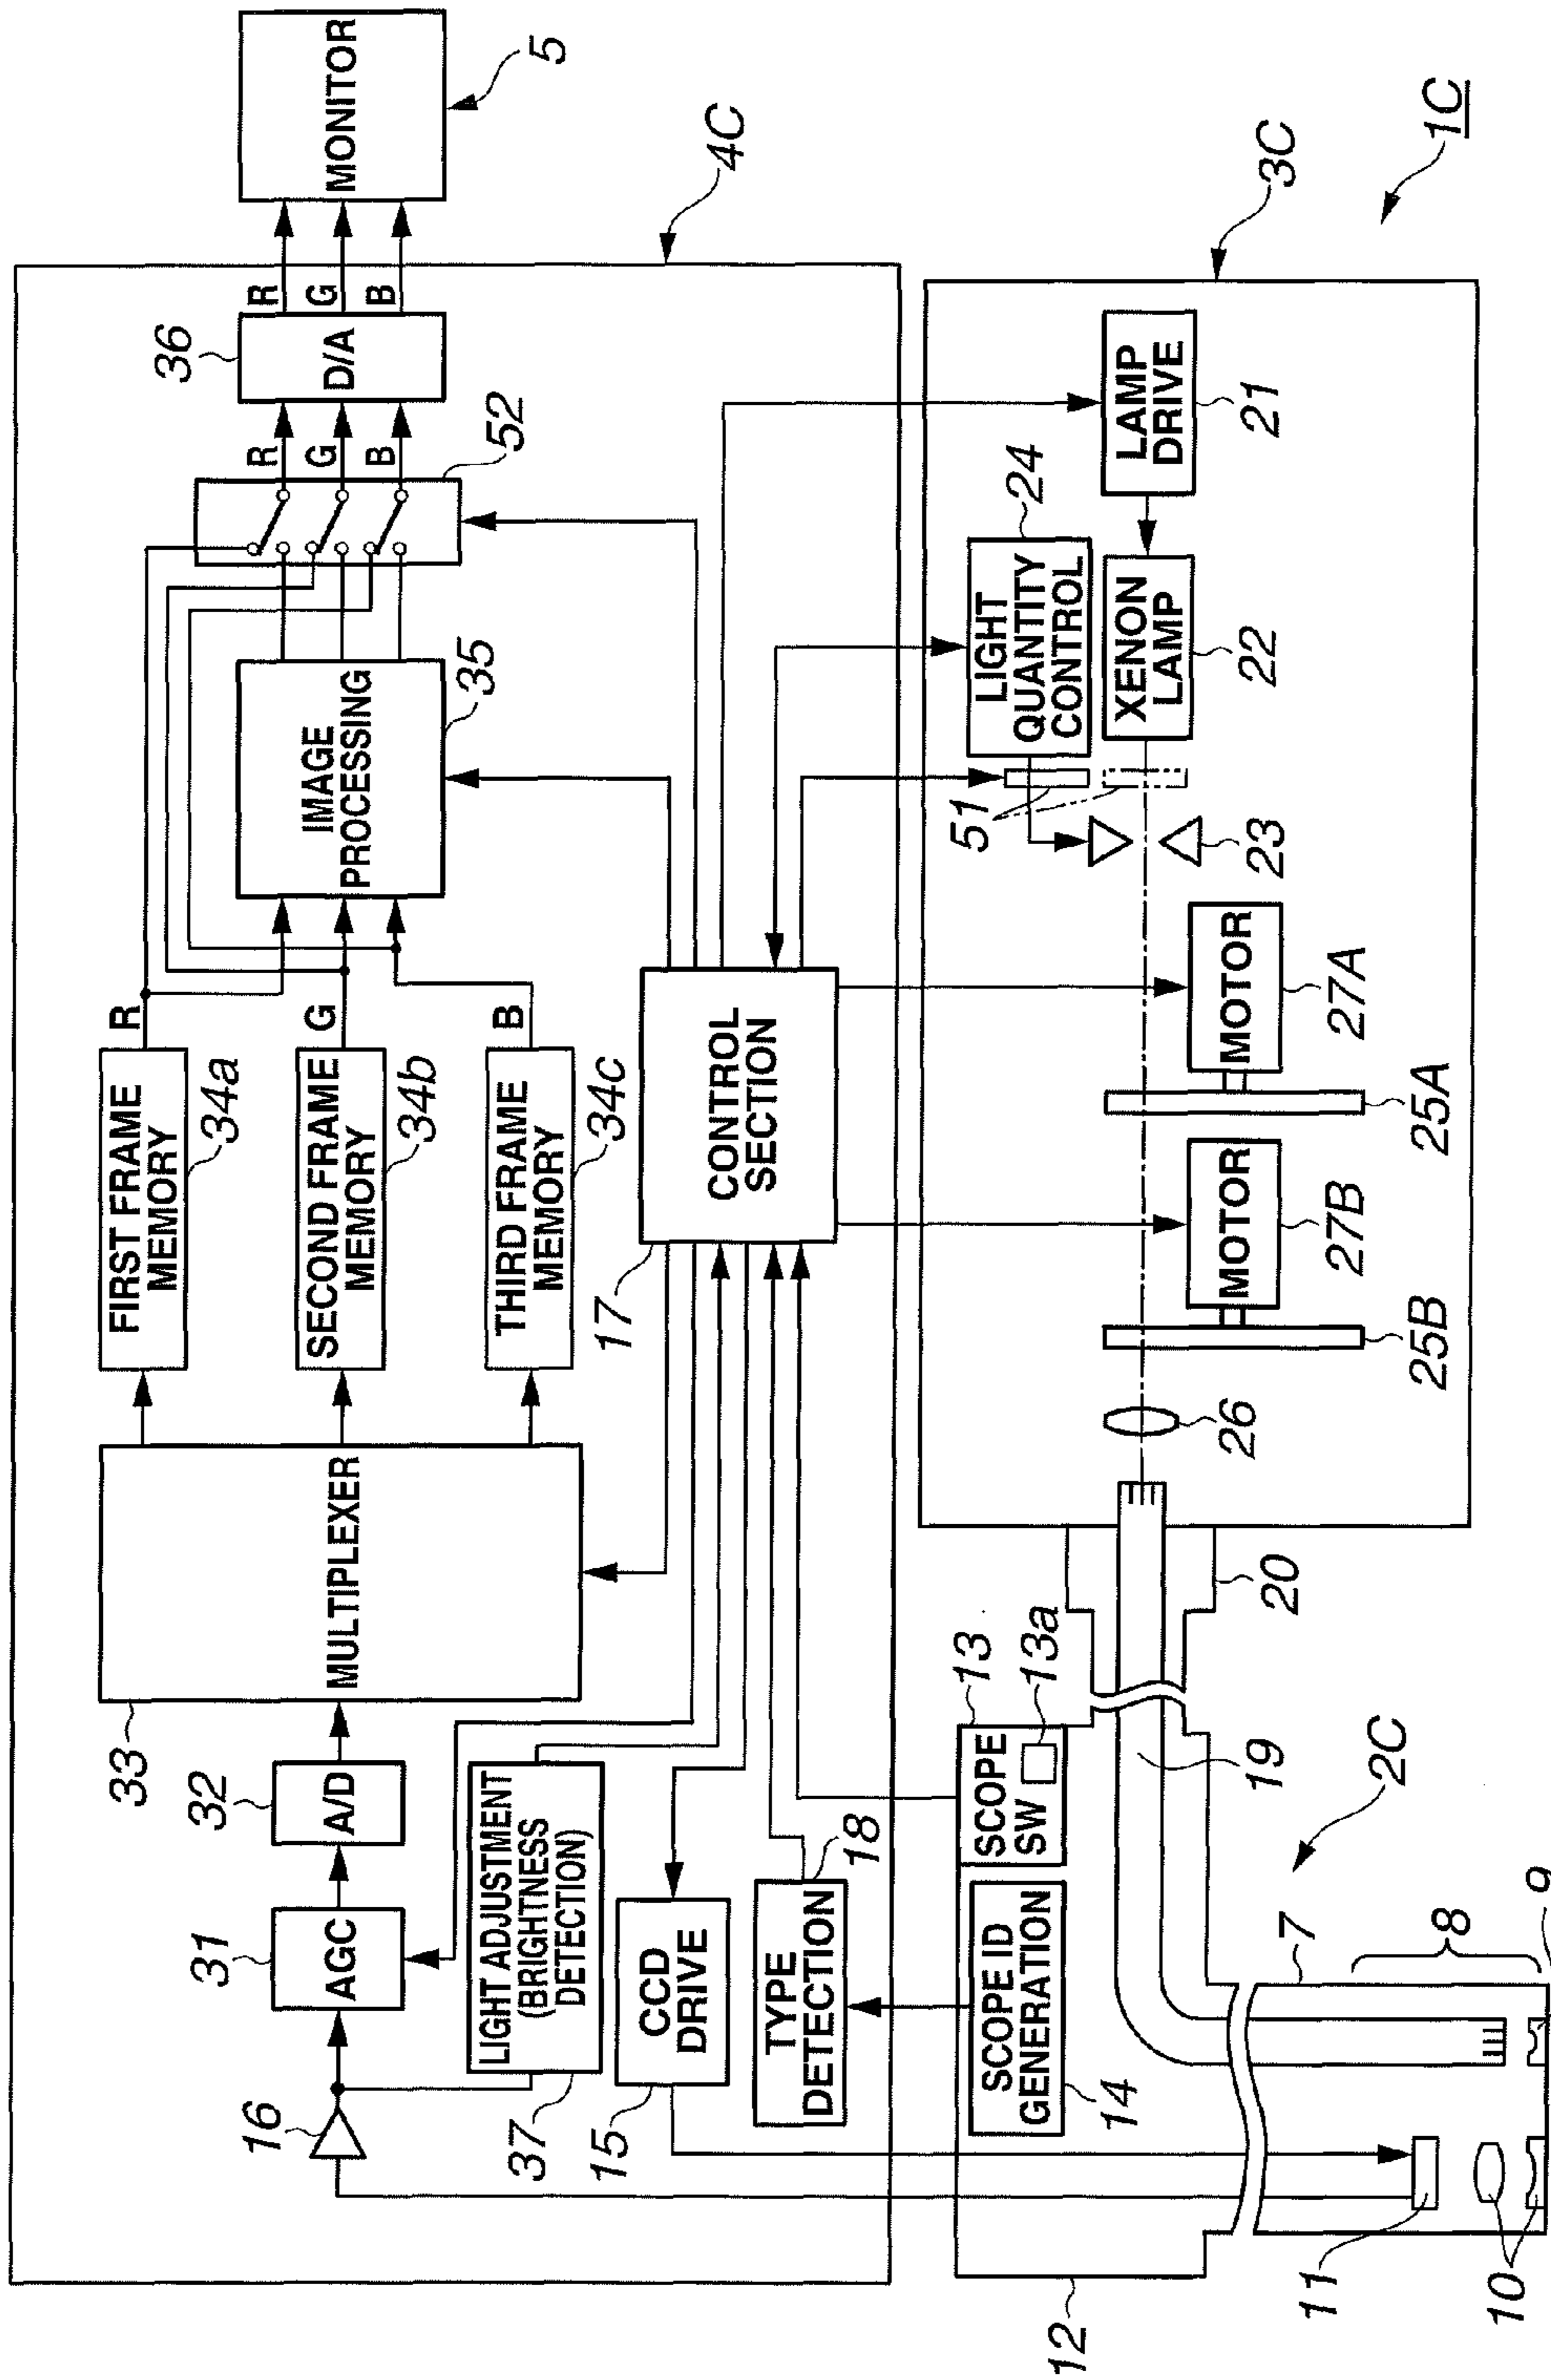 16
31
AGC
32
A/D
33
MULTIPLEXER
FIRST FRAME
MEMORY
34a
R
SECOND FRAME
MEMORY
34b
G
THIRD FRAME
MEMORY
34c
B
IMAGE
PROCESSING
35
52
R
G
B
36
D/A
R
G
B
MONITOR
5
4C
37
LIGHT ADJUSTMENT
(BRIGHTNESS
DETECTION)
15
CCD
DRIVE
TYPE
DETECTION
18
17
CONTROL
SECTION
12
14
SCOPE ID
GENERATION
SCOPE
SW
13
13a
20
19
2C
7
8
9
10
11
26
25B
27B
MOTOR
25A
27A
MOTOR
51
23
LIGHT
QUANTITY
CONTROL
24
XENON
LAMP
22
LAMP
DRIVE
21
3C
1C